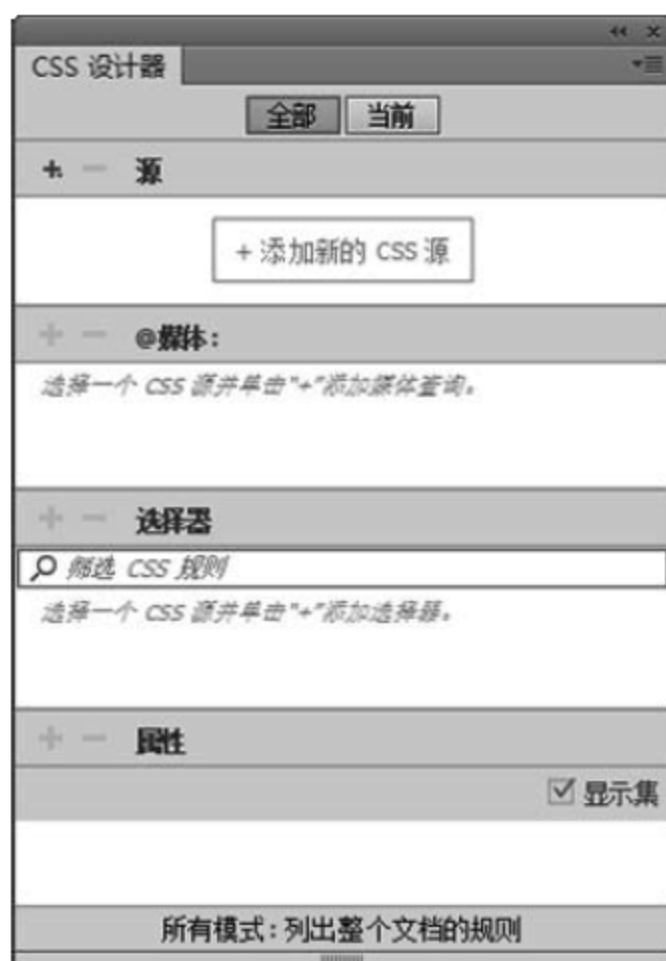 CSS 设计器
全部 当前
源
+ 添加新的 CSS 源
@媒体:
选择一个 CSS 源并单击"+"添加媒体查询。
选择器
筛选 CSS 规则
选择一个 CSS 源并单击"+"添加选择器。
属性
显示集
所有模式:列出整个文档的规则